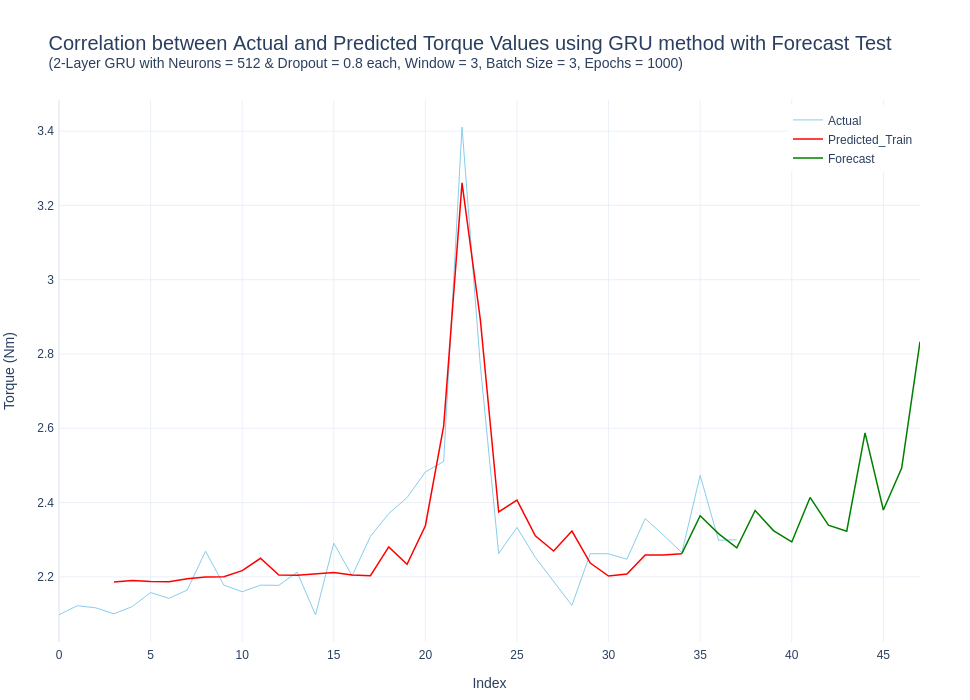 Correlation between Actual and Predicted Torque Values using GRU method with Forecast Test
(2-Layer GRU with Neurons = 512 & Dropout = 0.8 each, Window = 3, Batch Size = 3, Epochs = 1000)
Actual
Predicted_Train
Forecast
3.4
3.2
3
2.8
2.6
2.4
2.2
Torque (Nm)
0 5 10 15 20 25 30 35 40 45
Index